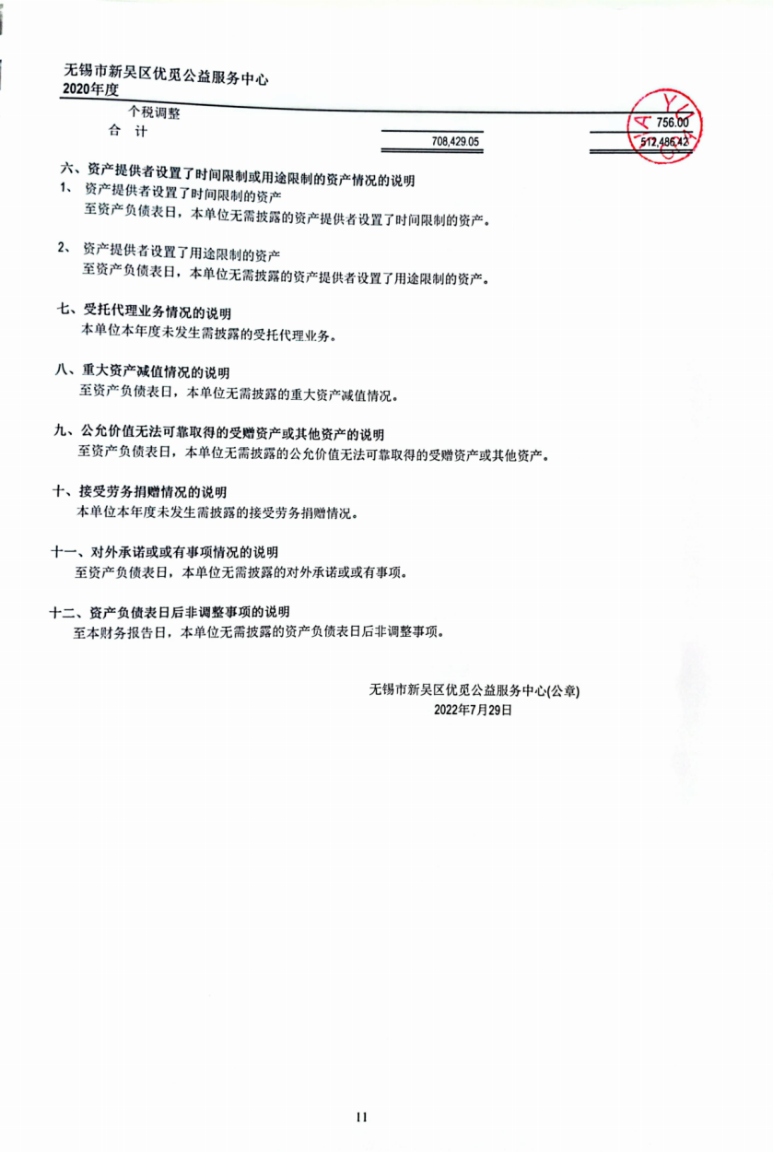 无锡市新吴区优觅公益服务中心
2020年度
个税调整 756.00
合 计 708,429.05 512,486.42
六、资产提供者设置了时间限制或用途限制的资产情况的说明
1、 资产提供者设置了时间限制的资产
至资产负债表日，本单位无需披露的资产提供者设置了时间限制的资产。
2、 资产提供者设置了用途限制的资产
至资产负债表日，本单位无需披露的资产提供者设置了用途限制的资产。
七、受托代理业务情况的说明
本单位本年度未发生需披露的受托代理业务。
八、重大资产减值情况的说明
至资产负债表日，本单位无需披露的重大资产减值情况。
九、公允价值无法可靠取得的受赠资产或其他资产的说明
至资产负债表日，本单位无需披露的公允价值无法可靠取得的受赠资产或其他资产。
十、接受劳务捐赠情况的说明
本单位本年度未发生需披露的接受劳务捐赠情况。
十一、对外承诺或或有事项情况的说明
至资产负债表日，本单位无需披露的对外承诺或或有事项。
十二、资产负债表日后非调整事项的说明
至本财务报告日，本单位无需披露的资产负债表日后非调整事项。
无锡市新吴区优觅公益服务中心(公章)
2022年7月29日
11